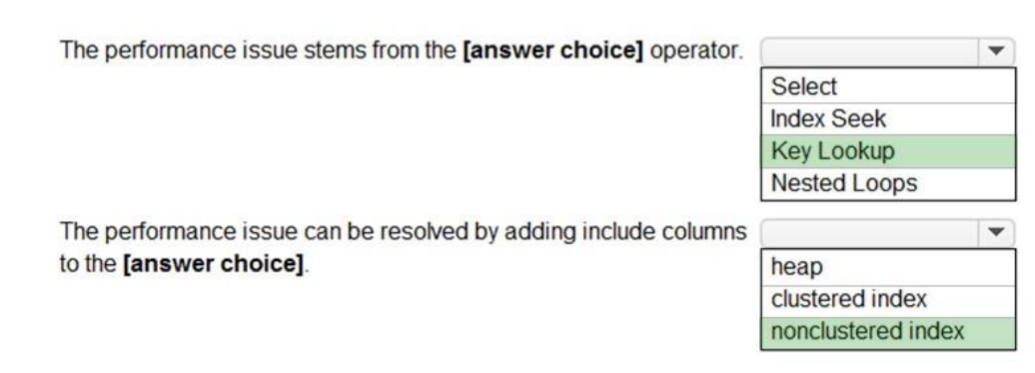 The performance issue stems from the [answer choice] operator.
Select
Index Seek
Key Lookup
Nested Loops
The performance issue can be resolved by adding include columns
to the [answer choice].
heap
clustered index
nonclustered index